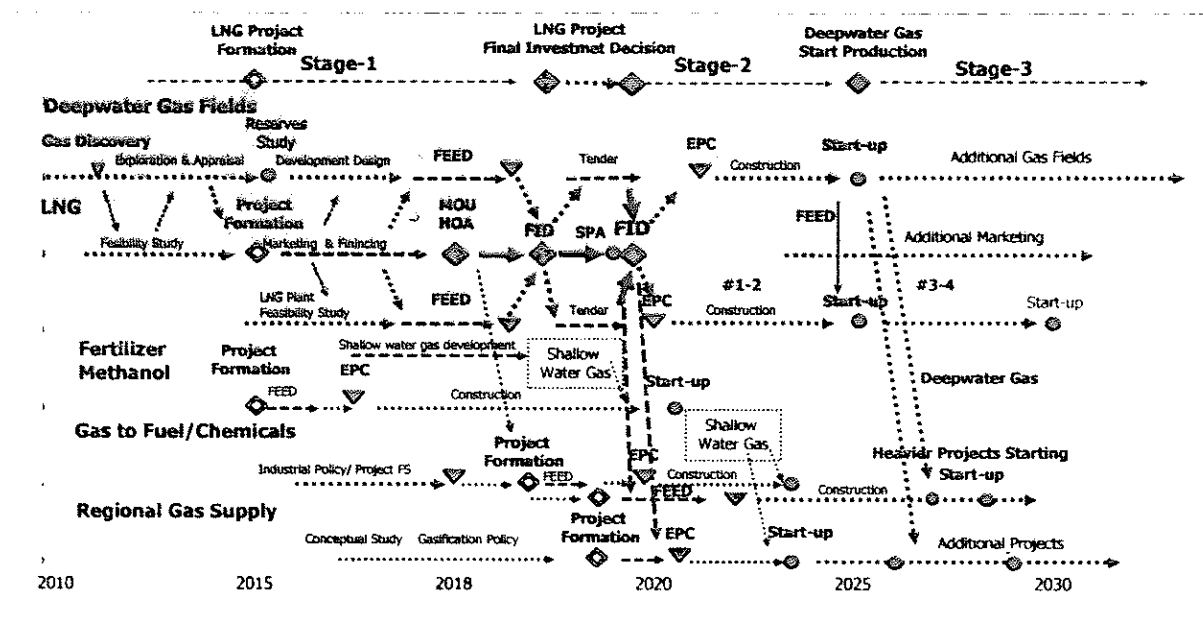 LNG Project
Formation
LNG Project
Final Investmet Decision
Deepwater Gas
Start Production
Stage-1
Stage-2
Stage-3
Deepwater Gas Fields
Gas Discovery
Exploration & Appraisal
Reserves
Study
Development Design
FEED
Tender
EPC
Construction
Start-up
Additional Gas Fields
LNG
Fesibility Study
Project
Formation
Marketing & Finincing
MOU
HOA
FID
SPA
FID
FEED
Additional Marketing
LNG Plant
Feasibility Study
FEED
Tender
EPC
#1-2
Construction
Start-up
#3-4
Start-up
Fertilizer
Methanol
Project
Formation
FEED
Shallow water gas development
EPC
Construction
Shallow
Water Gas
Start-up
Deepwater Gas
Gas to Fuel/Chemicals
Shallow
Water Gas
Industrial Policy/ Project FS
Project
Formation
FEED
EPC
Construction
FEED
Construction
Heavier Projects Starting
Start-up
Regional Gas Supply
Conceptual Study Gasification Policy
Project
Formation
EPC
Start-up
Additional Projects
2010 2015 2018 2020 2025 2030